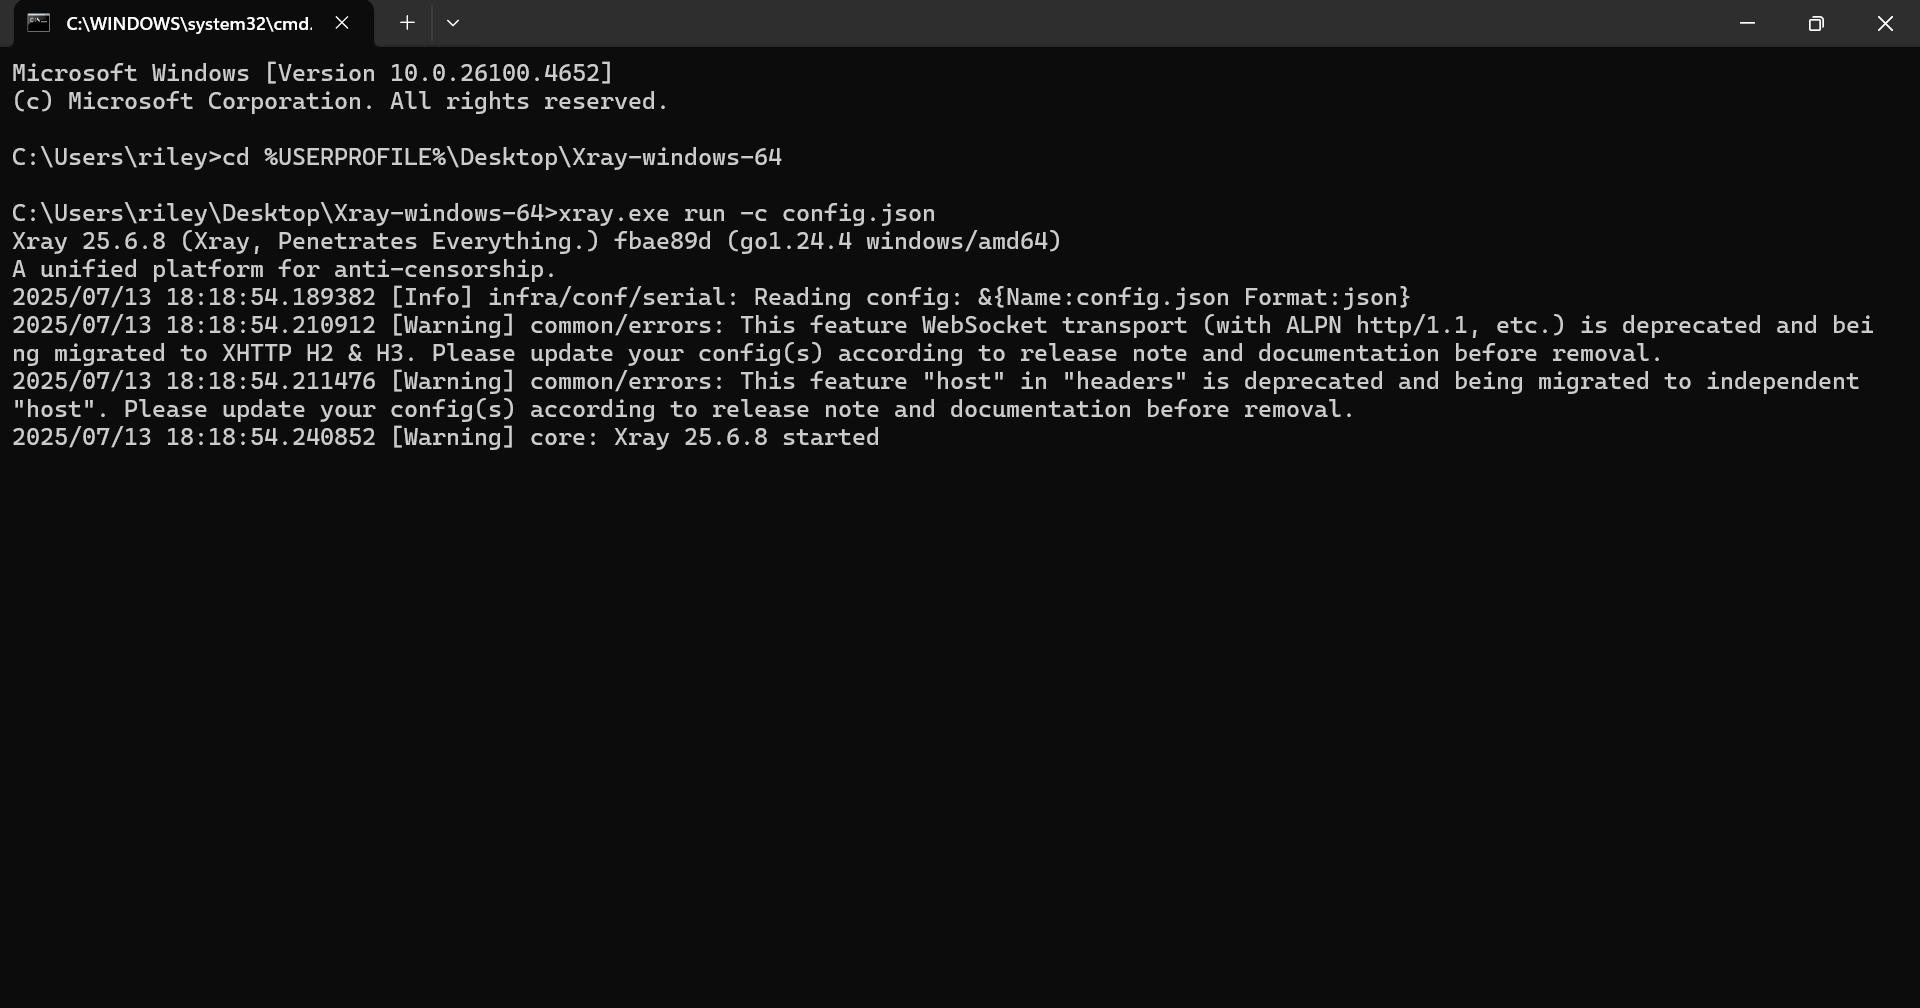 C:\WINDOWS\system32\cmd.
Microsoft Windows [Version 10.0.26100.4652]
(c) Microsoft Corporation. All rights reserved.
C:\Users\riley>cd %USERPROFILE%\Desktop\Xray-windows-64
C:\Users\riley\Desktop\Xray-windows-64>xray.exe run -c config.json
Xray 25.6.8 (Xray, Penetrates Everything.) fbae89d (go1.24.4 windows/amd64)
A unified platform for anti-censorship.
2025/07/13 18:18:54.189382 [Info] infra/conf/serial: Reading config: &{Name:config.json Format:json}
2025/07/13 18:18:54.210912 [Warning] common/errors: This feature WebSocket transport (with ALPN http/1.1, etc.) is deprecated and bei
ng migrated to XHTTP H2 & H3. Please update your config(s) according to release note and documentation before removal.
2025/07/13 18:18:54.211476 [Warning] common/errors: This feature "host" in "headers" is deprecated and being migrated to independent
"host". Please update your config(s) according to release note and documentation before removal.
2025/07/13 18:18:54.240852 [Warning] core: Xray 25.6.8 started